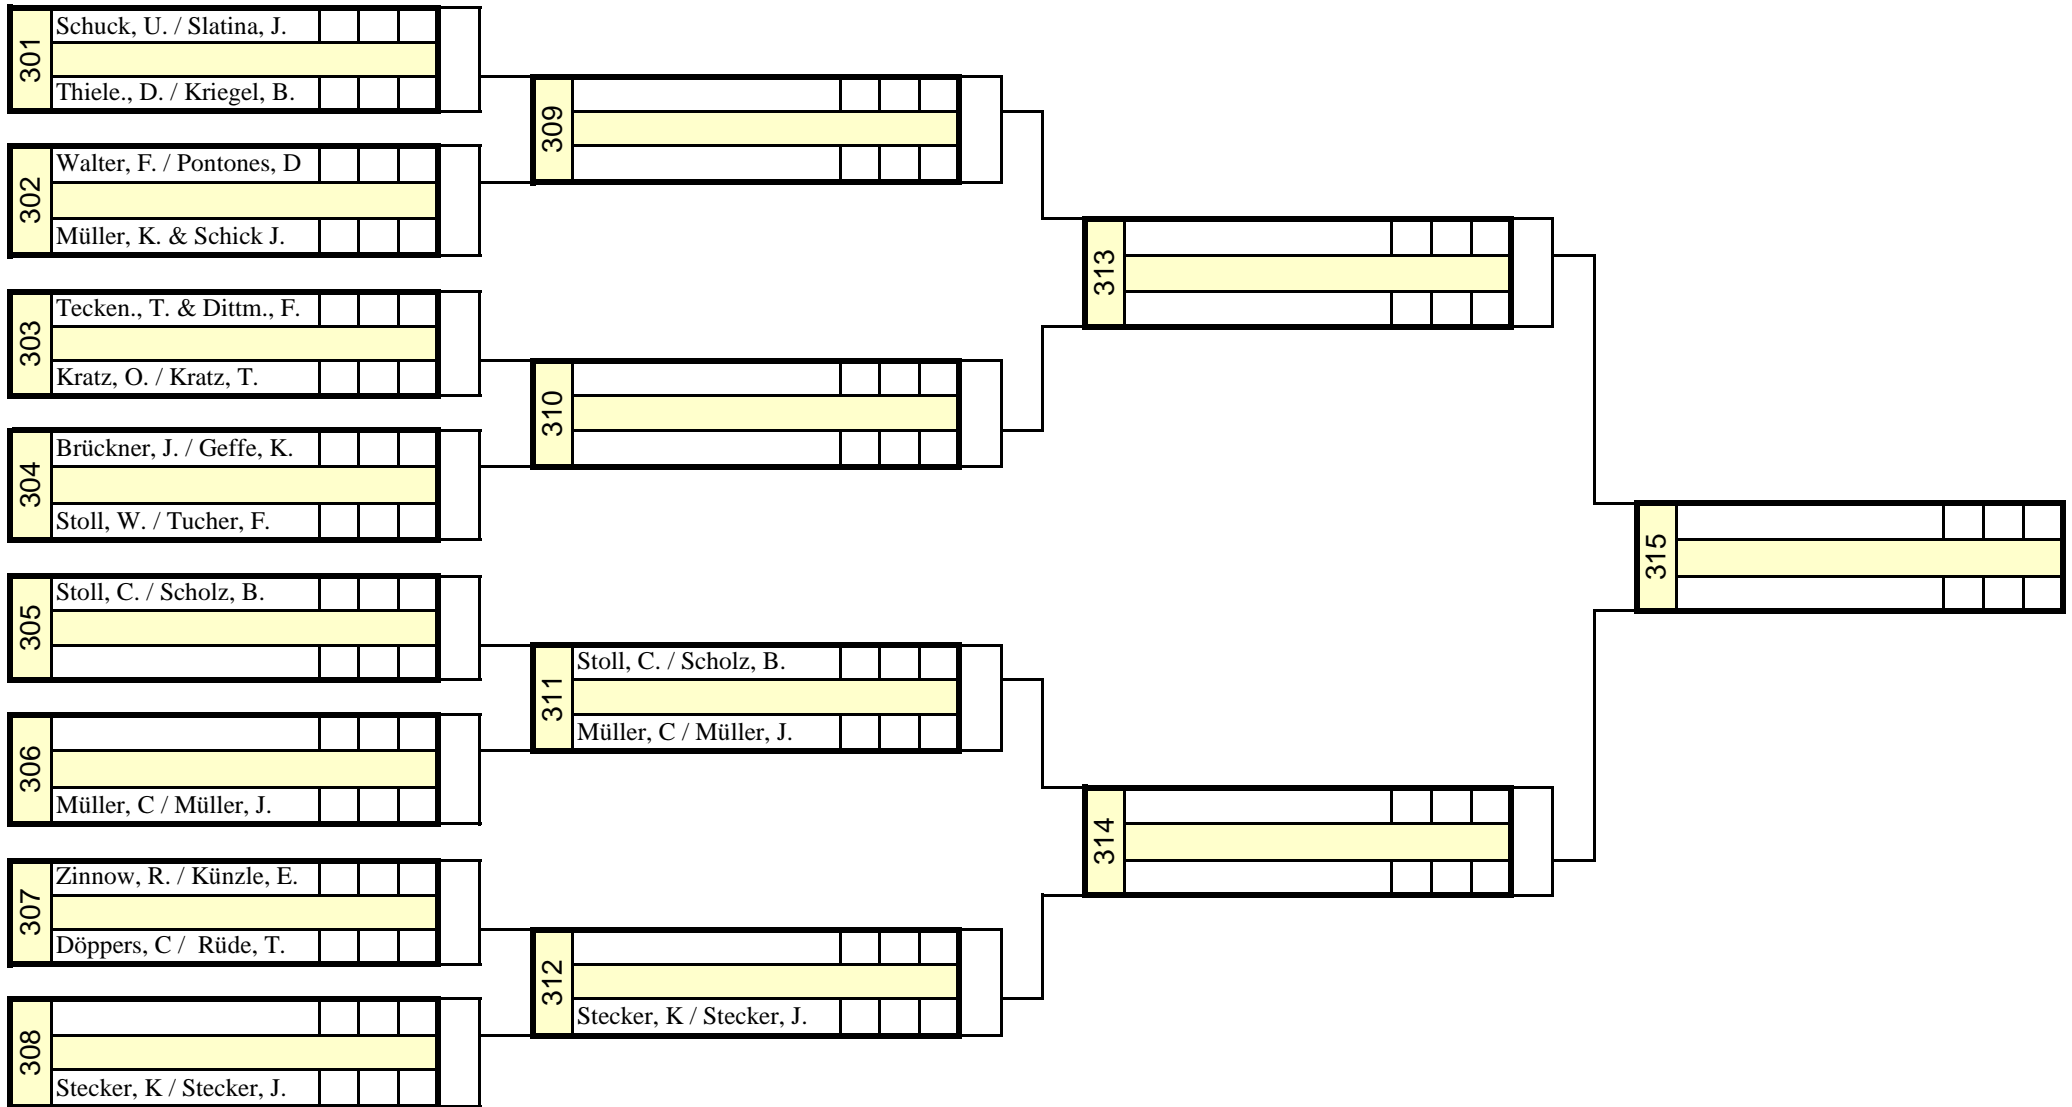 301
Schuck, U. / Slatina, J.
Thiele., D. / Kriegel, B.
302
Walter, F. / Pontones, D
Müller, K. & Schick J.
303
Tecken., T. & Dittm., F.
Kratz, O. / Kratz, T.
304
Brückner, J. / Geffe, K.
Stoll, W. / Tucher, F.
305
Stoll, C. / Scholz, B.
306
Müller, C / Müller, J.
307
Zinnow, R. / Künzle, E.
Döppers, C /  Rüde, T.
308
Stecker, K / Stecker, J.
309
310
311
Stoll, C. / Scholz, B.
Müller, C / Müller, J.
312
Stecker, K / Stecker, J.
313
314
315